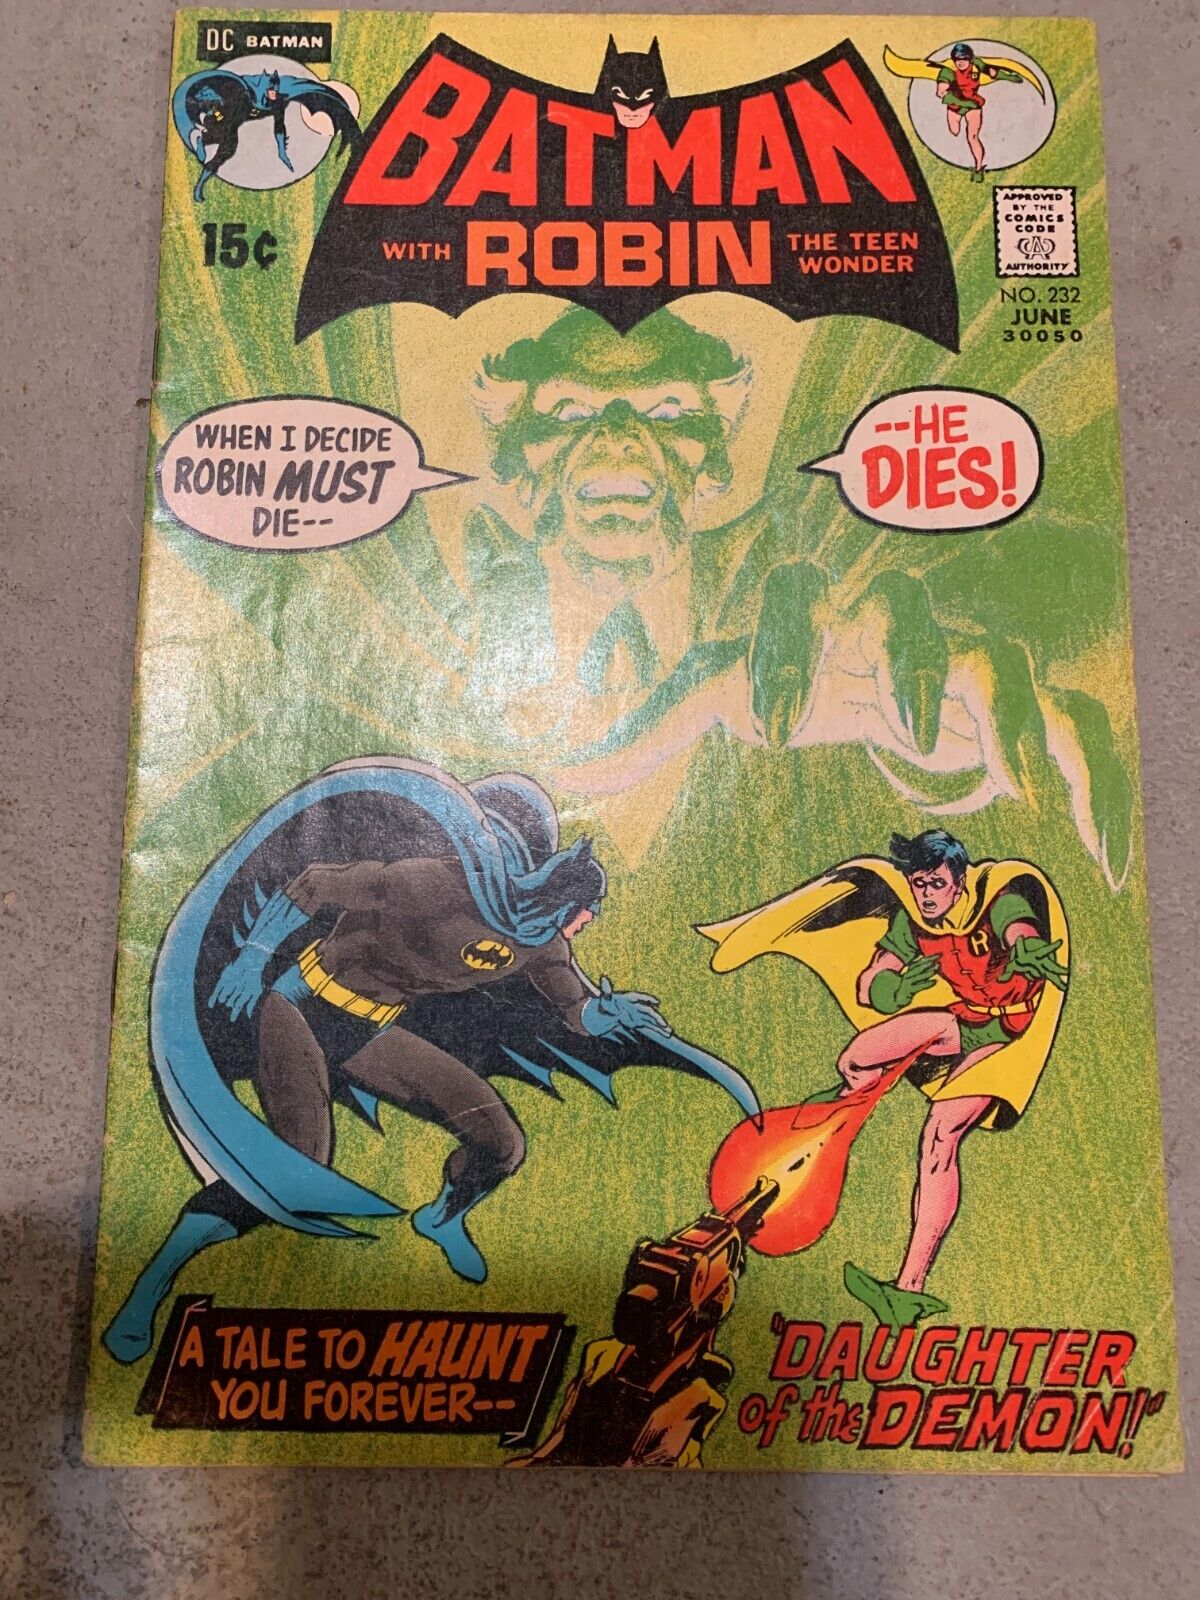 DC BATMAN
BATMAN
WITH ROBIN THE TEEN WONDER
15¢
APPROVED
BY THE
COMICS
CODE
CA
AUTHORITY
NO. 232
JUNE
30050
WHEN I DECIDE
ROBIN MUST
DIE--
--HE
DIES!
R
A TALE TO HAUNT
YOU FOREVER--
"DAUGHTER
of the DEMON!"